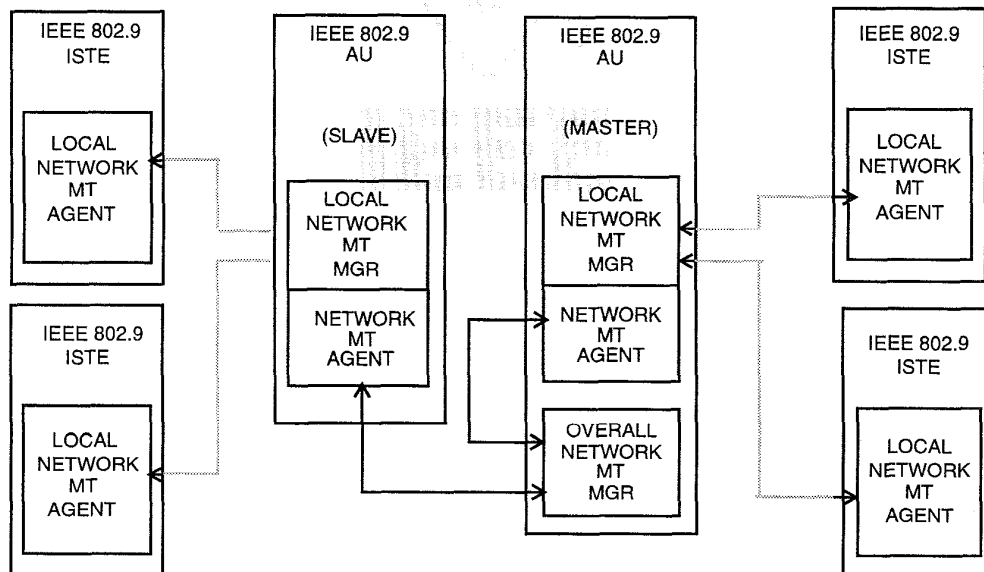 IEEE 802.9
ISTE
LOCAL
NETWORK
MT
AGENT
IEEE 802.9
ISTE
LOCAL
NETWORK
MT
AGENT
IEEE 802.9
AU
(SLAVE)
LOCAL
NETWORK
MT
MGR
NETWORK
MT
AGENT
IEEE 802.9
AU
(MASTER)
LOCAL
NETWORK
MT
MGR
NETWORK
MT
AGENT
OVERALL
NETWORK
MT
MGR
IEEE 802.9
ISTE
LOCAL
NETWORK
MT
AGENT
IEEE 802.9
ISTE
LOCAL
NETWORK
MT
AGENT